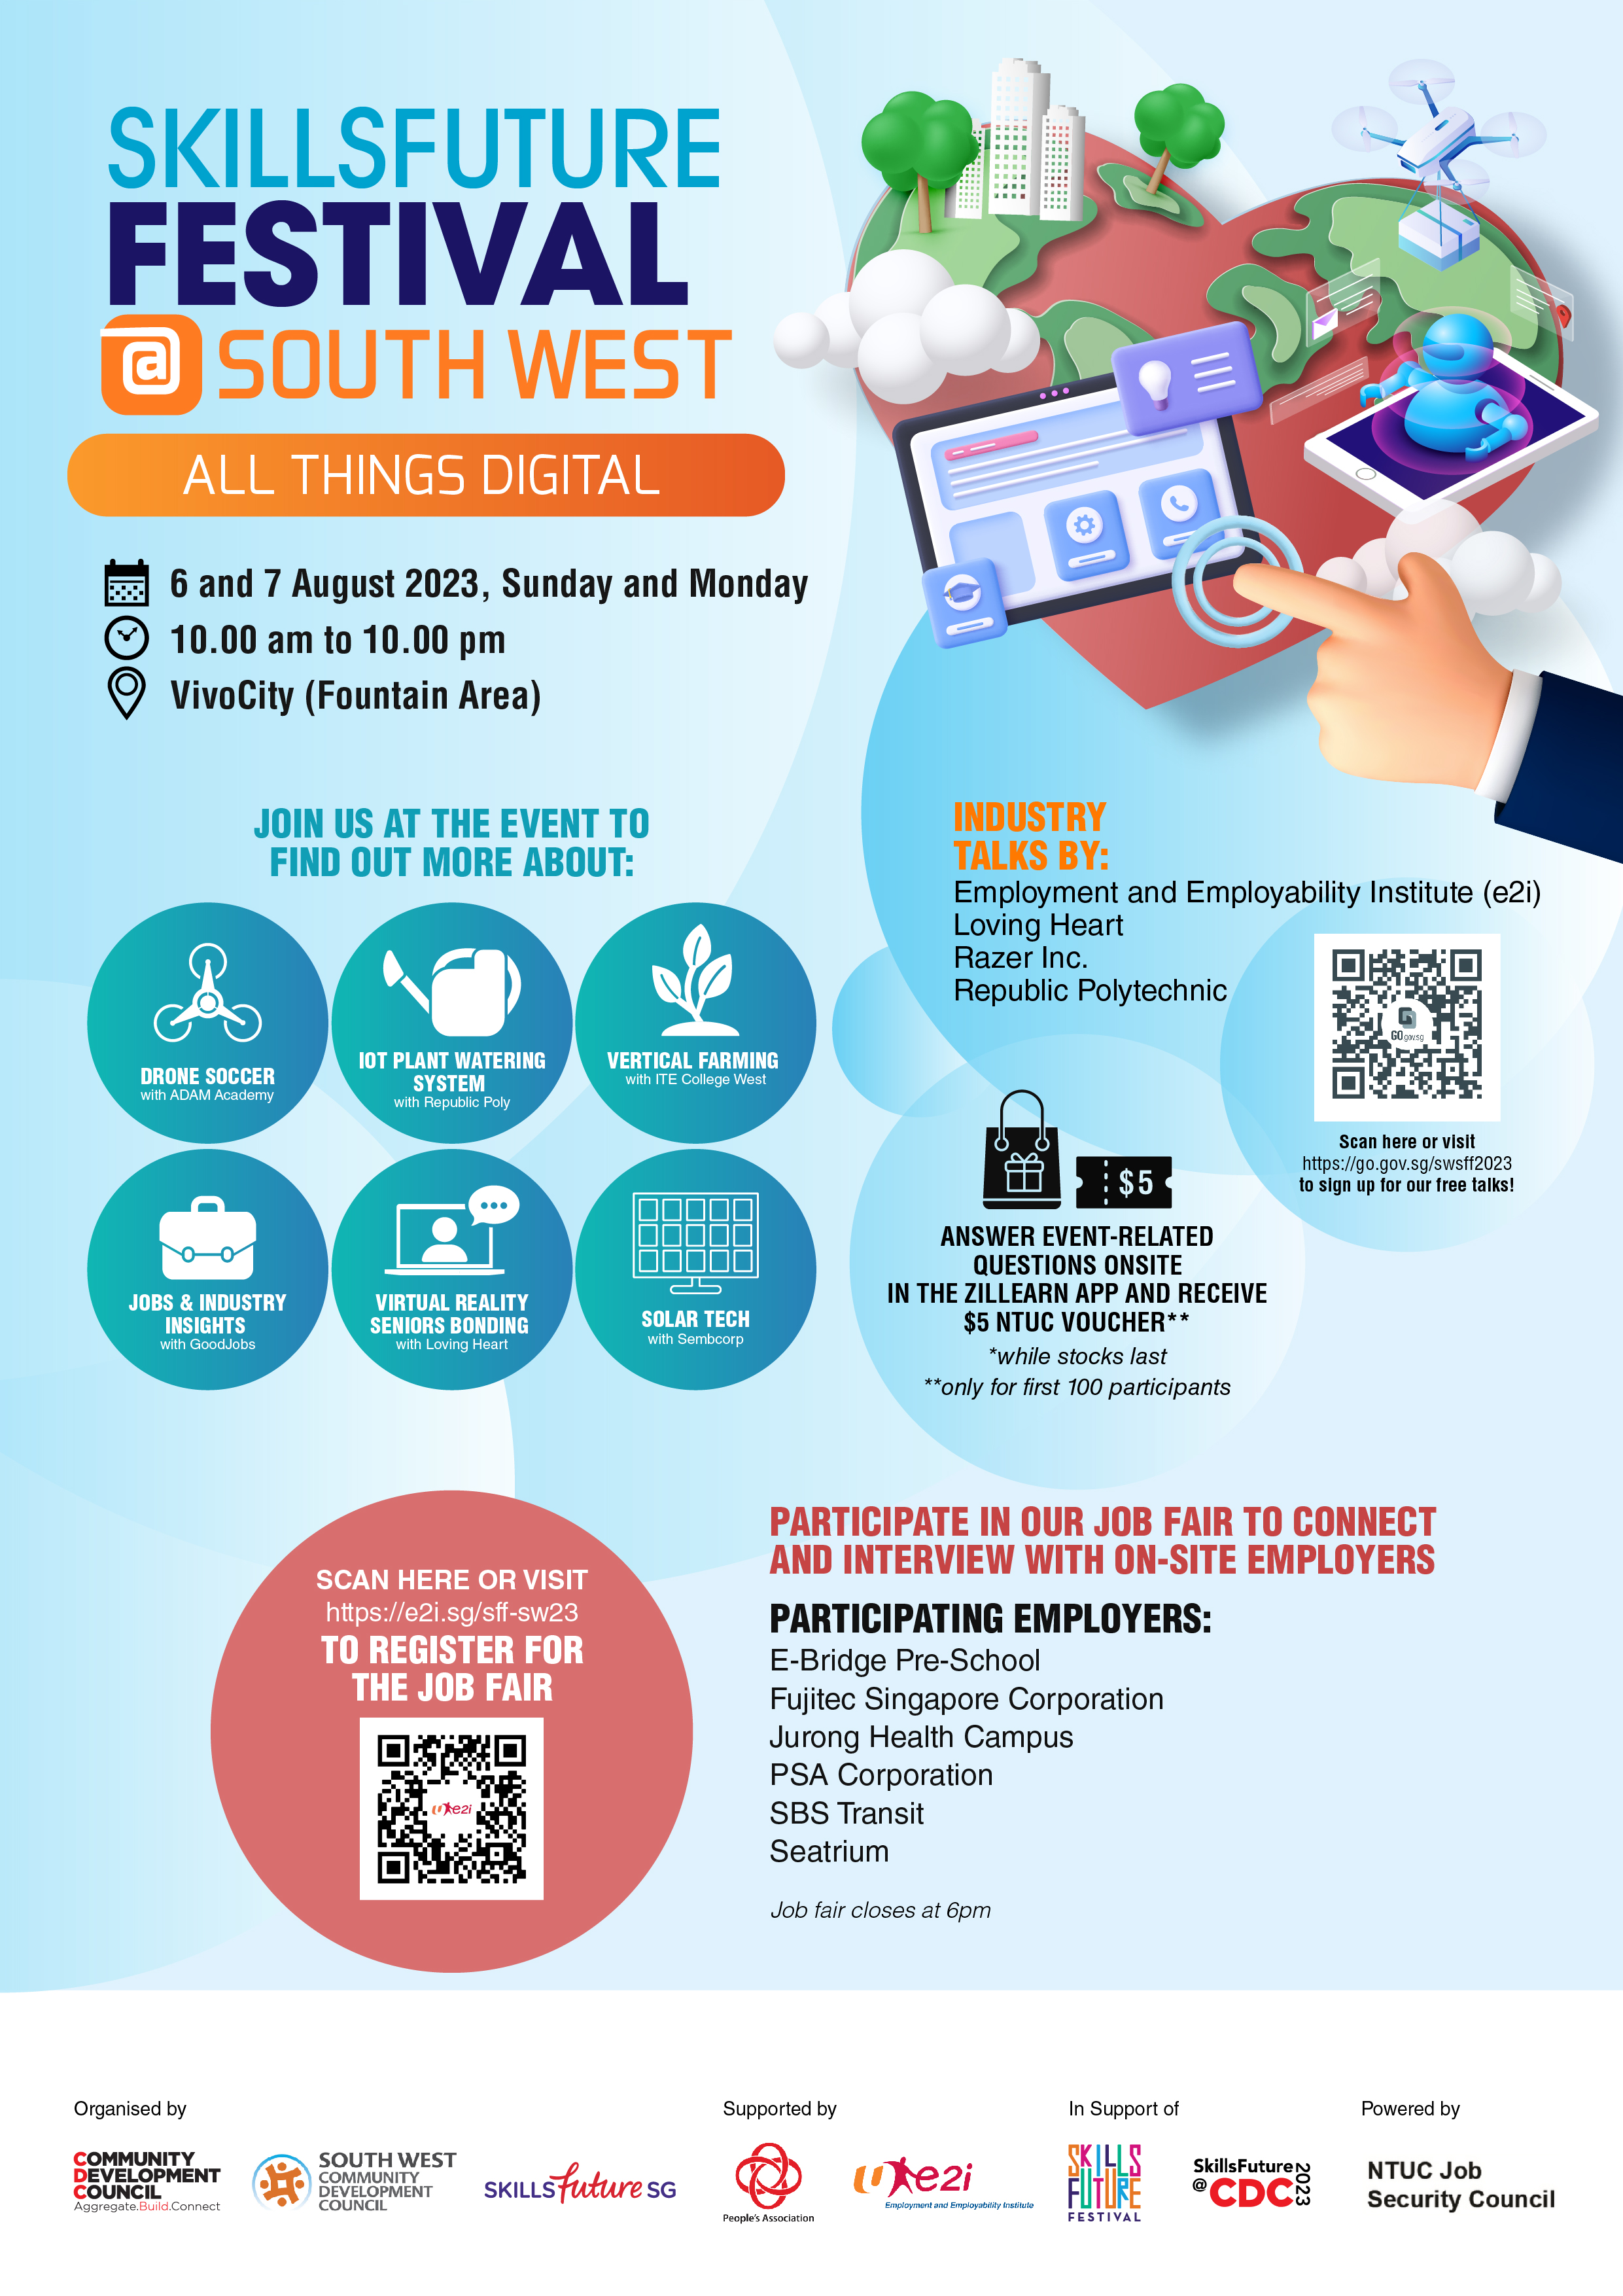 SKILLSFUTURE
FESTIVAL
@ SOUTH WEST
ALL THINGS DIGITAL
6 and 7 August 2023, Sunday and Monday
10.00 am to 10.00 pm
VivoCity (Fountain Area)
JOIN US AT THE EVENT TO
FIND OUT MORE ABOUT:
DRONE SOCCER
with ADAM Academy
IOT PLANT WATERING
SYSTEM
with Republic Poly
VERTICAL FARMING
with ITE College West
JOBS & INDUSTRY
INSIGHTS
with GoodJobs
VIRTUAL REALITY
SENIORS BONDING
with Loving Heart
SOLAR TECH
with Sembcorp
INDUSTRY
TALKS BY:
Employment and Employability Institute (e2i)
Loving Heart
Razer Inc.
Republic Polytechnic
GO gov.sg
Scan here or visit
https://go.gov.sg/swsff2023
to sign up for our free talks!
$5
ANSWER EVENT-RELATED
QUESTIONS ONSITE
IN THE ZILLEARN APP AND RECEIVE
$5 NTUC VOUCHER**
*while stocks last
**only for first 100 participants
SCAN HERE OR VISIT
https://e2i.sg/sff-sw23
TO REGISTER FOR
THE JOB FAIR
e2i
PARTICIPATE IN OUR JOB FAIR TO CONNECT
AND INTERVIEW WITH ON-SITE EMPLOYERS
PARTICIPATING EMPLOYERS:
E-Bridge Pre-School
Fujitec Singapore Corporation
Jurong Health Campus
PSA Corporation
SBS Transit
Seatrium
Job fair closes at 6pm
Organised by
COMMUNITY
DEVELOPMENT
COUNCIL
Aggregate.Build.Connect
SOUTH WEST
COMMUNITY
DEVELOPMENT
COUNCIL
SKILLSfuture SG
Supported by
People's Association
e2i
Employment and Employability Institute
In Support of
SKILLS
FUTURE
FESTIVAL
SkillsFuture
@CDC
2023
Powered by
NTUC Job
Security Council